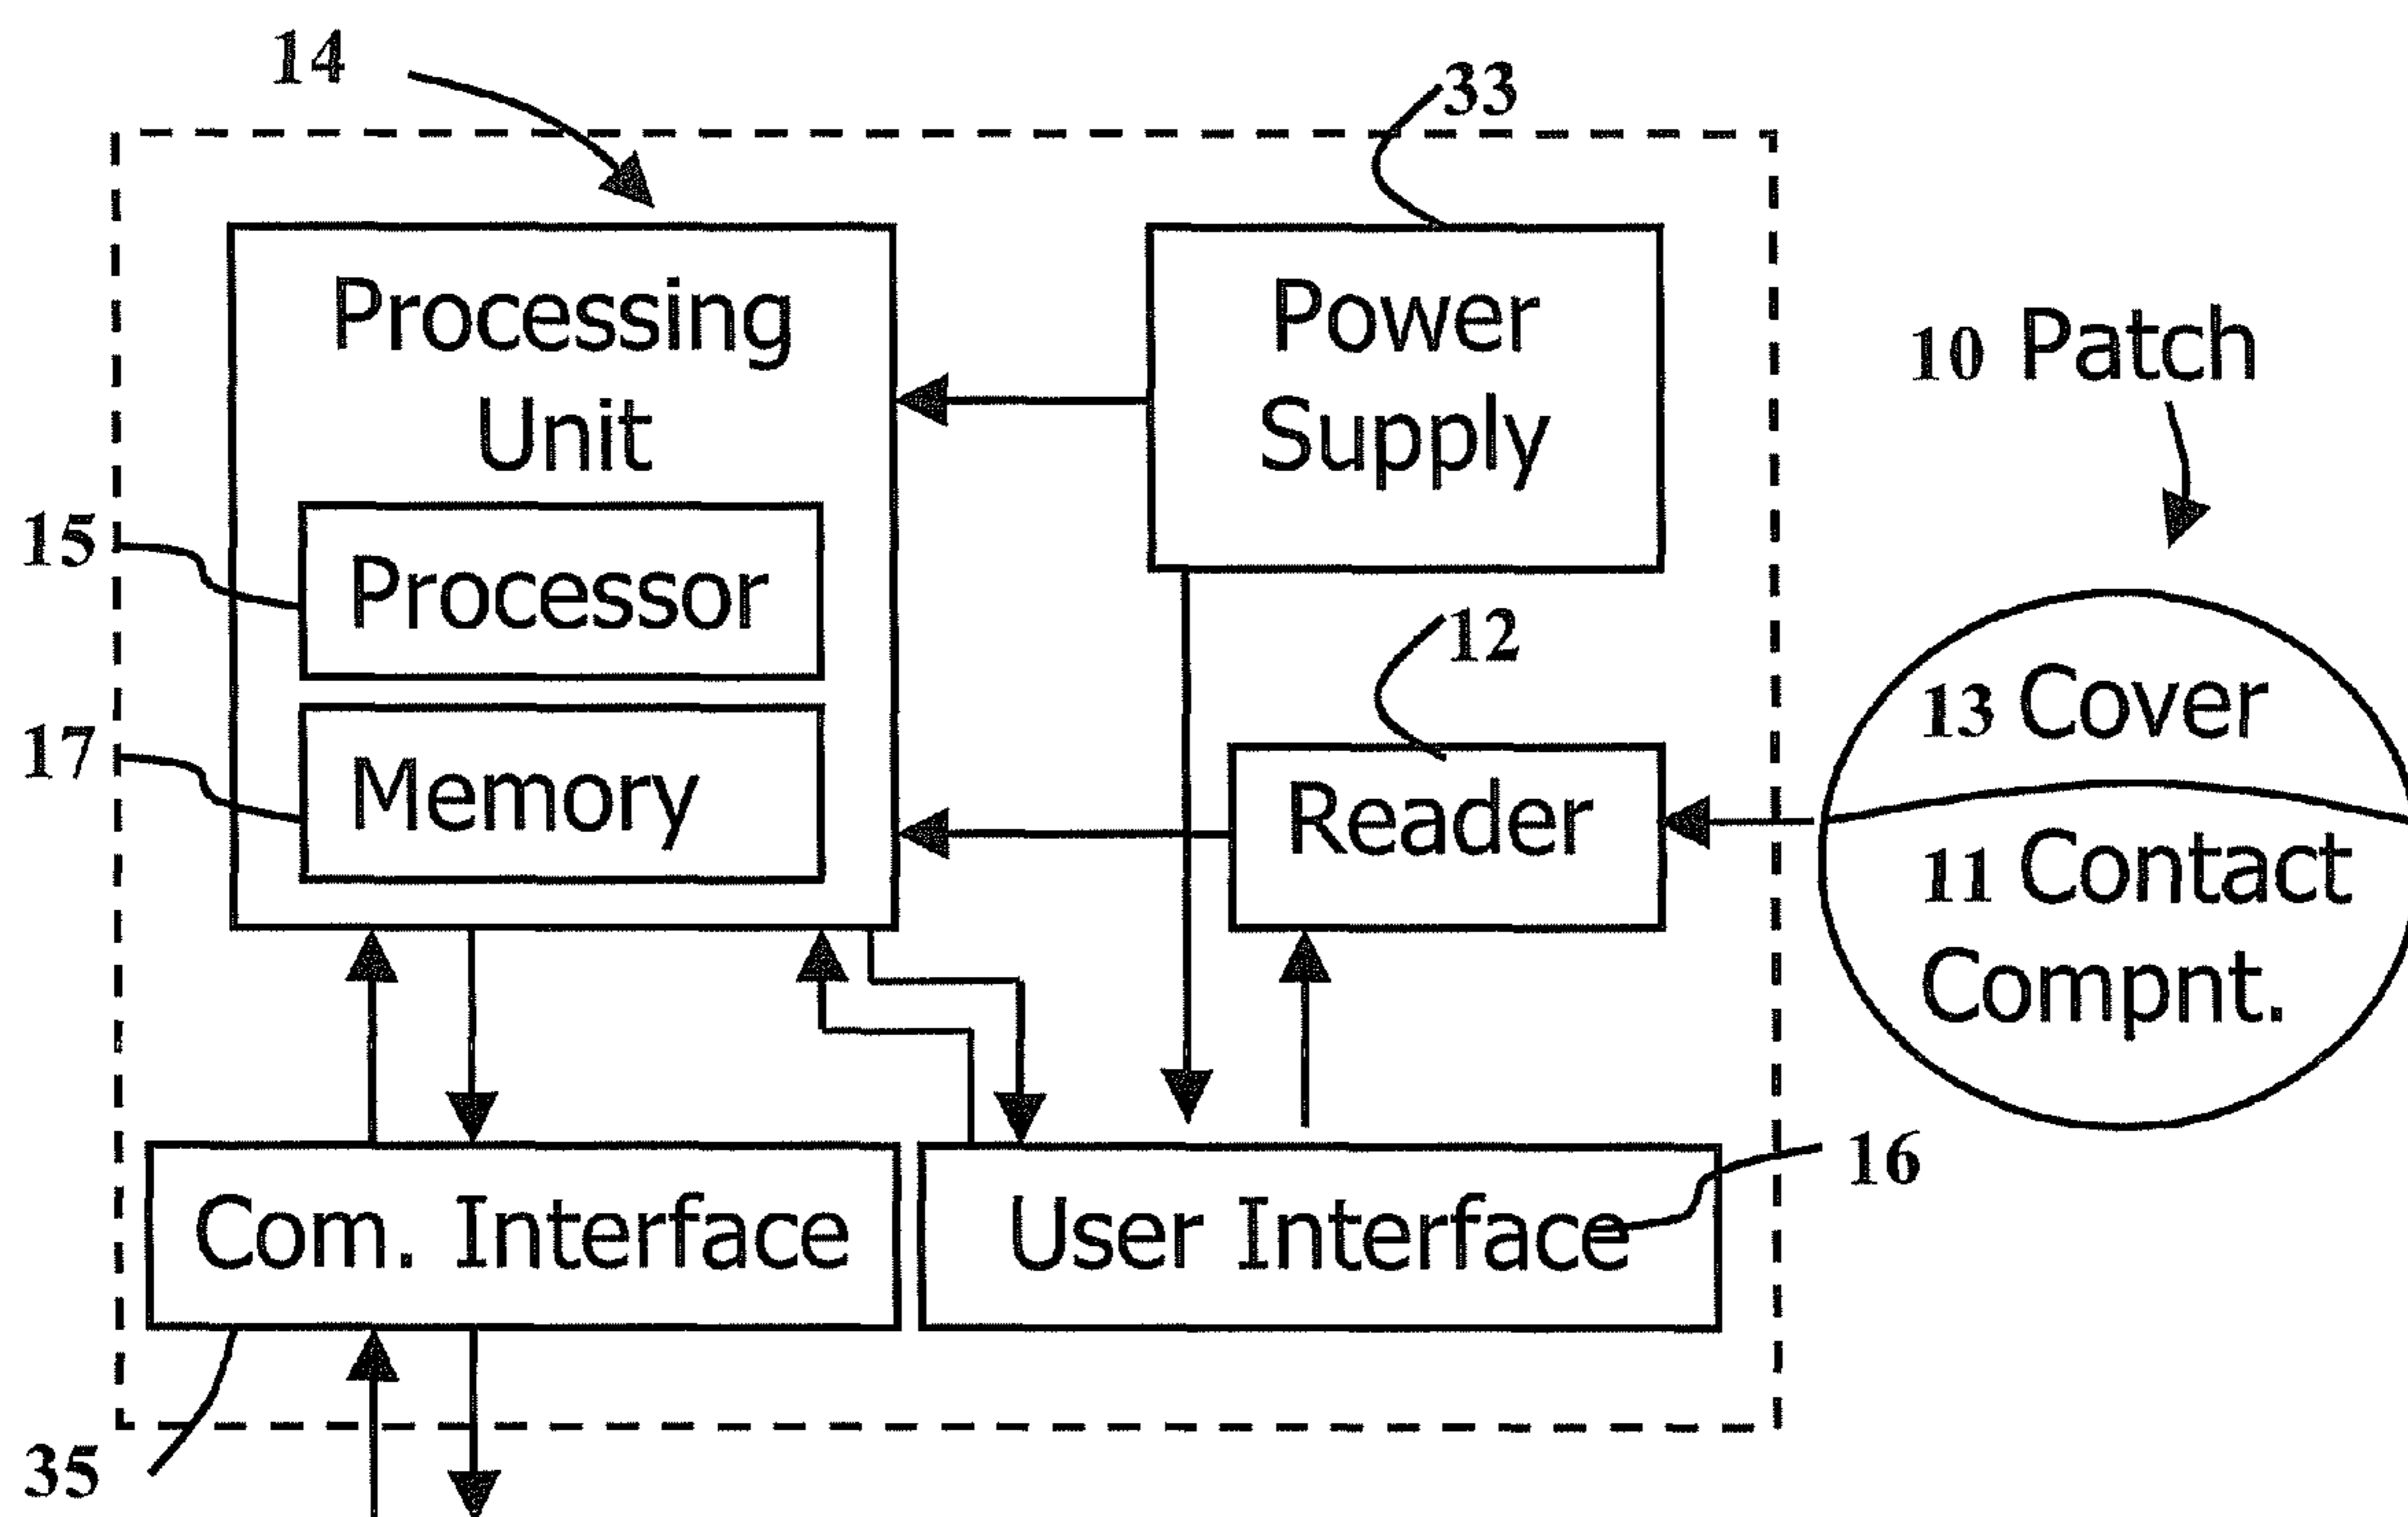 14
33
Processing
Unit
Power
Supply
10 Patch
15
Processor
12
13 Cover
17
Memory
Reader
11 Contact
Compnt.
16
Com. Interface
User Interface
35